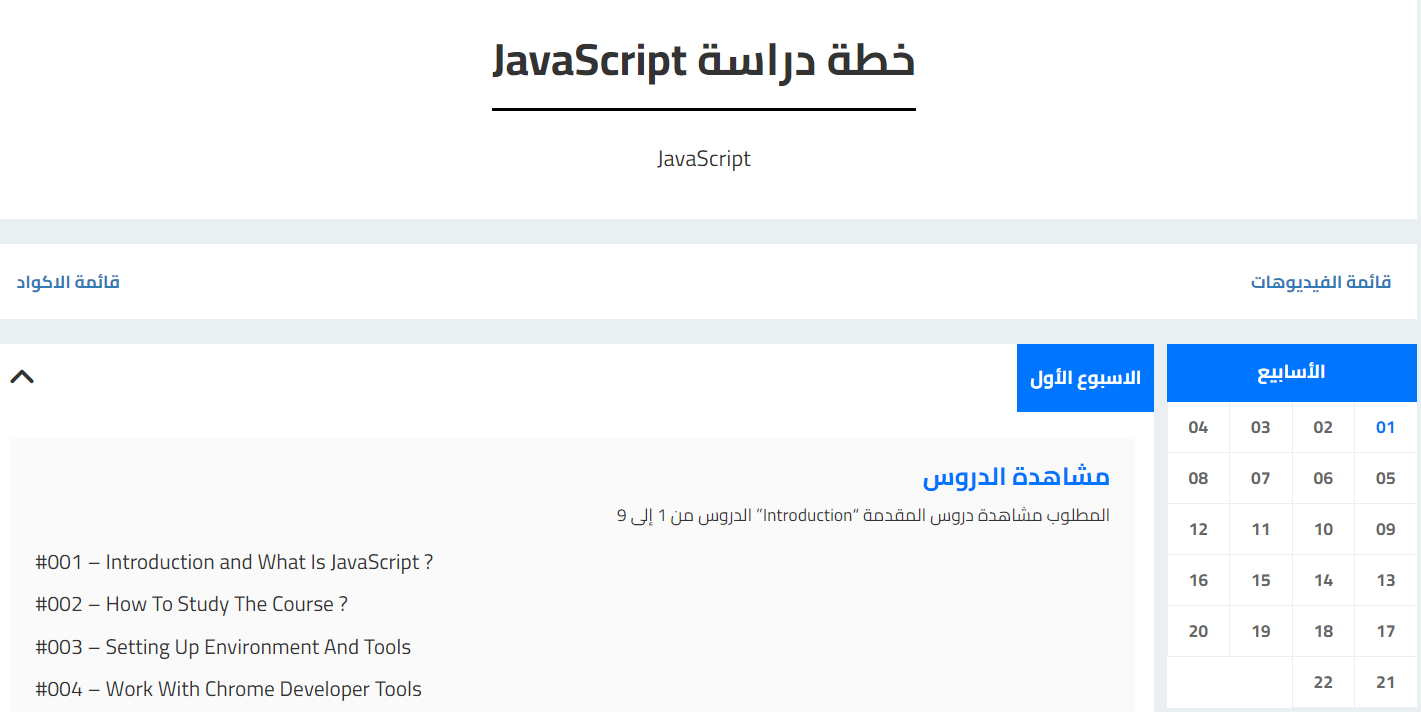 خطة دراسة JavaScript
JavaScript
قائمة الفيديوهات
قائمة الاكواد
الأسابيع
01 02 03 04
05 06 07 08
09 10 11 12
13 14 15 16
17 18 19 20
21 22
الاسبوع الأول
مشاهدة الدروس
المطلوب مشاهدة دروس المقدمة “Introduction” الدروس من 1 إلى 9
#001 – Introduction and What Is JavaScript ?
#002 – How To Study The Course ?
#003 – Setting Up Environment And Tools
#004 – Work With Chrome Developer Tools